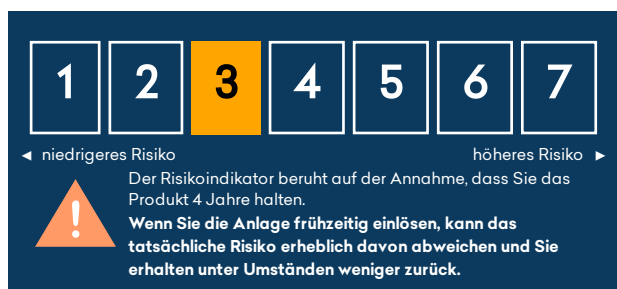 1 2 3 4 5 6 7
◄ niedrigeres Risiko höheres Risiko ►
Der Risikoindikator beruht auf der Annahme, dass Sie das
Produkt 4 Jahre halten.
Wenn Sie die Anlage frühzeitig einlösen, kann das
tatsächliche Risiko erheblich davon abweichen und Sie
erhalten unter Umständen weniger zurück.
!